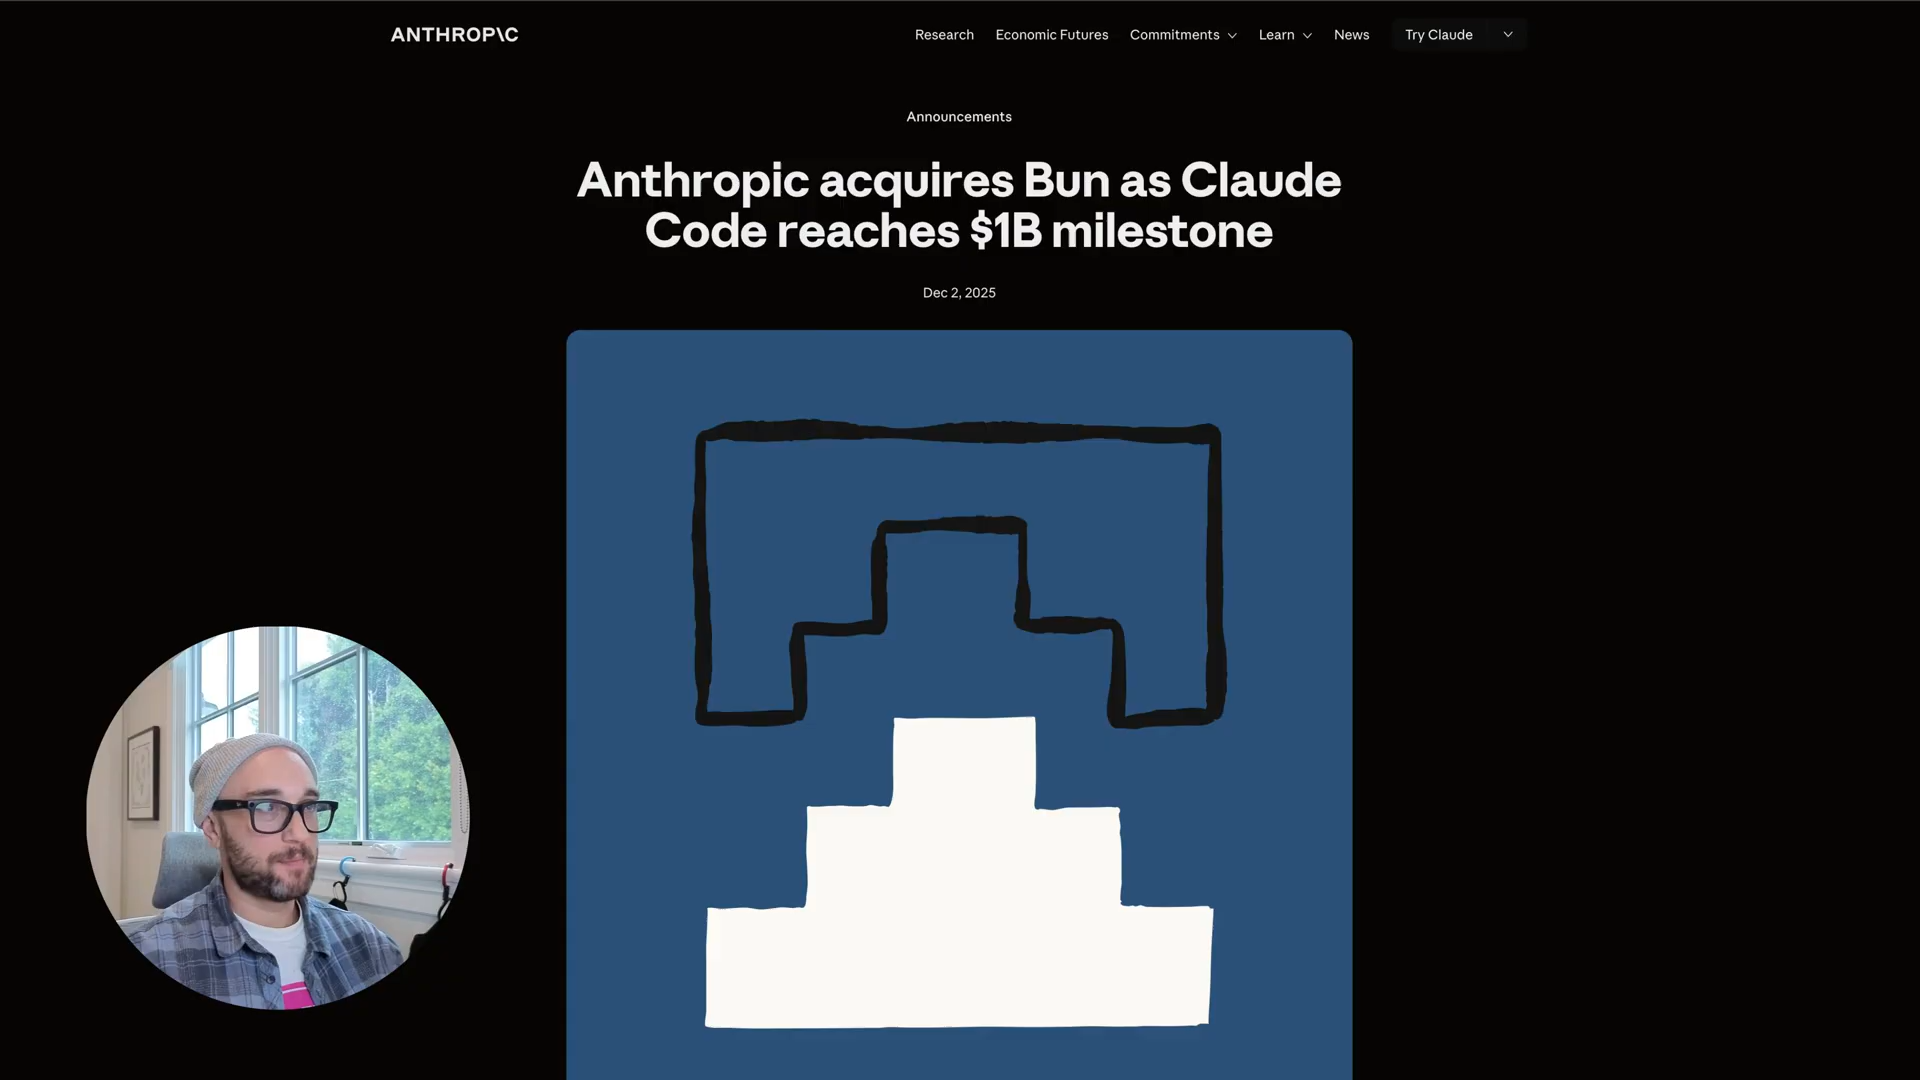 ANTHROP\C
Research
Economic Futures
Commitments
Learn
News
Try Claude
Announcements
Anthropic acquires Bun as Claude
Code reaches $1B milestone
Dec 2, 2025